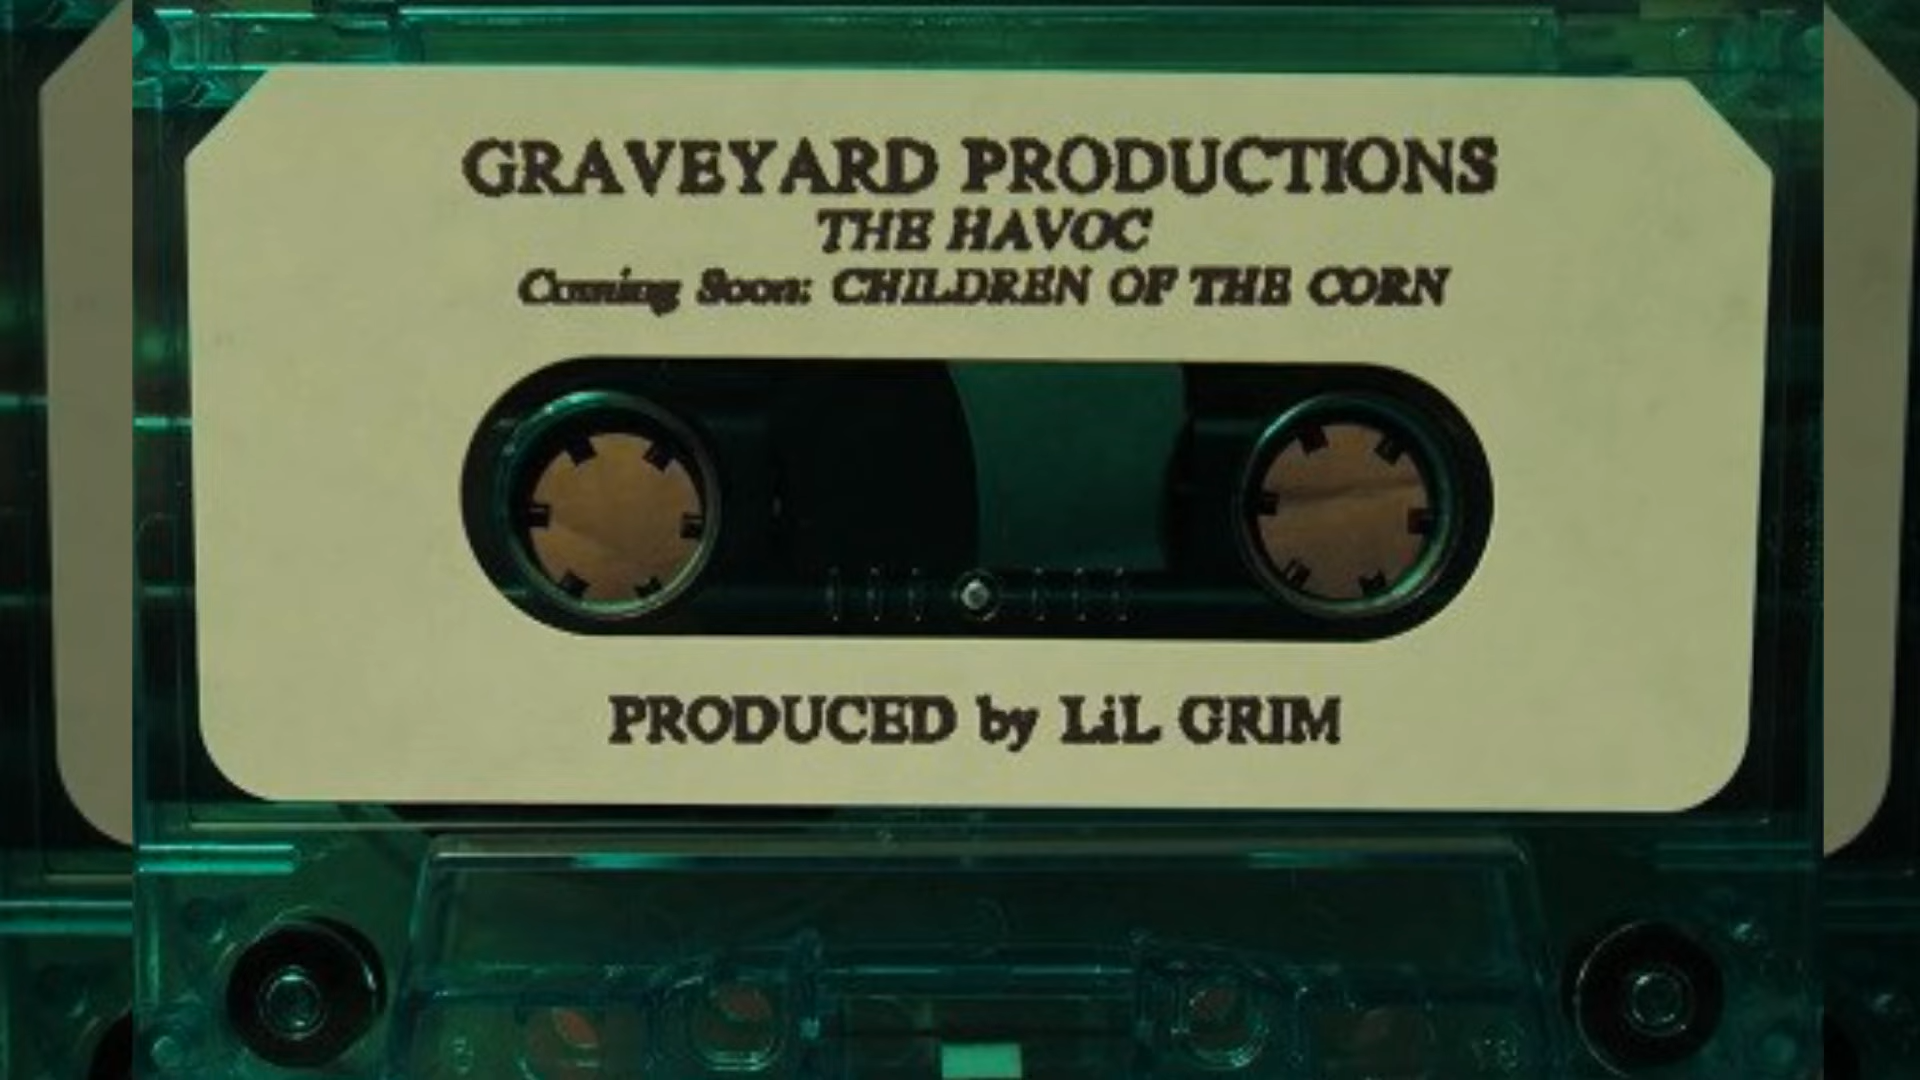 GRAVEYARD PRODUCTIONS
THE HAVOC
Coming Soon: CHILDREN OF THE CORN
PRODUCED by LiL GRIM